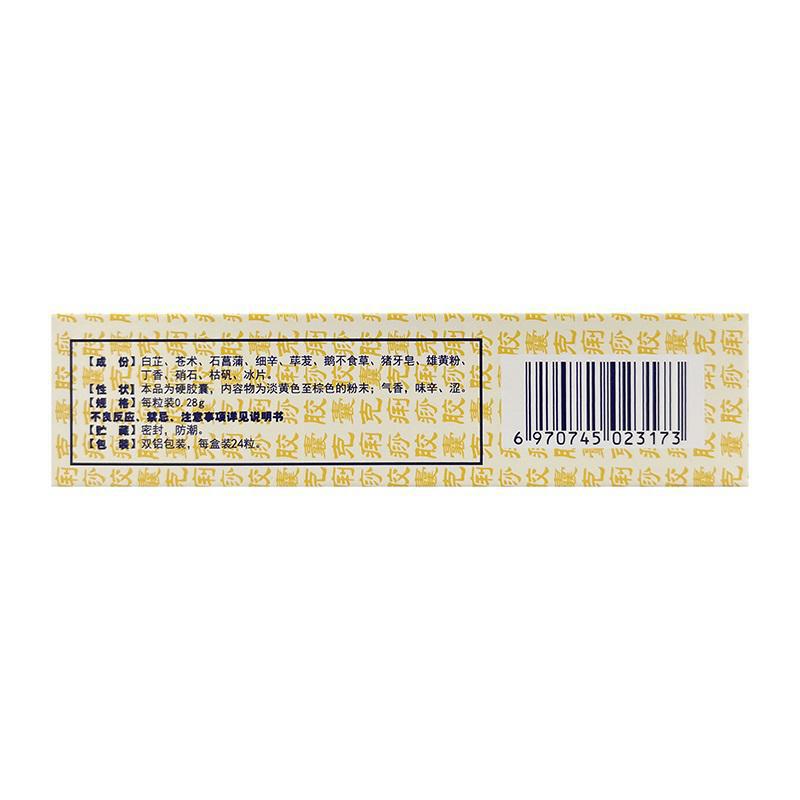 【成 份】白芷、苍术、石菖蒲、细辛、荜茇、鹅不食草、猪牙皂、雄黄粉、
丁香、硝石、枯矾、冰片。
【性 状】本品为硬胶囊，内容物为淡黄色至棕色的粉末；气香，味辛、涩。
【规 格】每粒装0.28g
不良反应、禁忌、注意事项详见说明书
【贮 藏】密封，防潮。
【包 装】双铝包装，每盒装24粒。
6 970745 023173